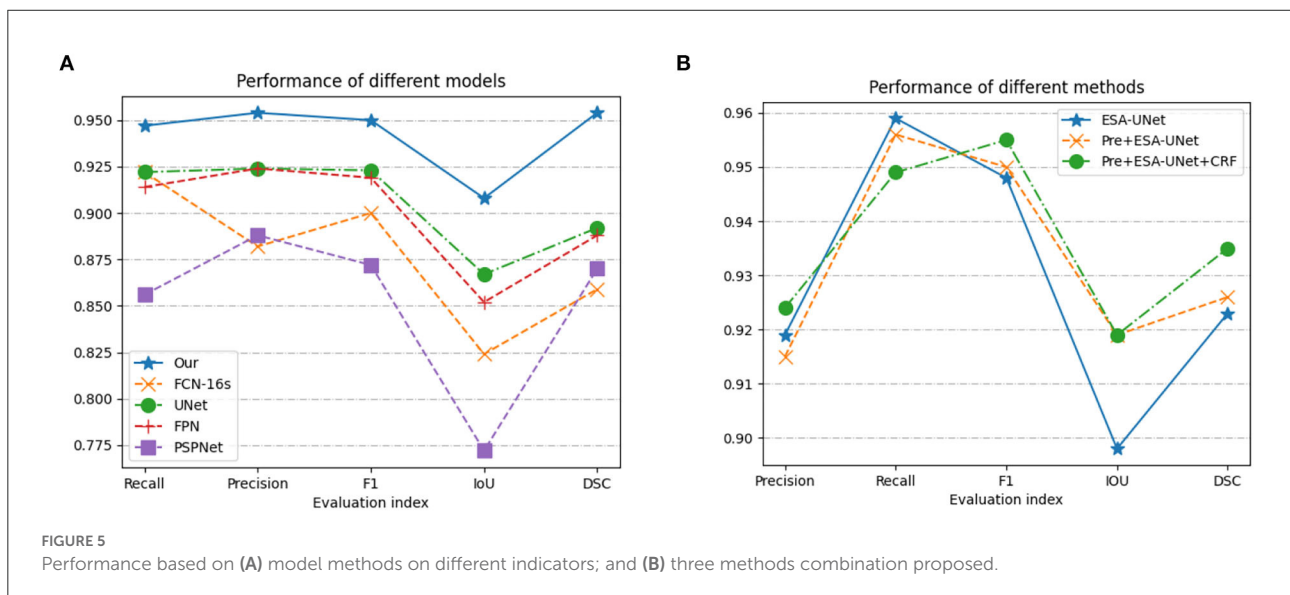 A
Performance of different models
0.950
0.925
0.900
0.875
0.850
0.825
0.800
0.775
Our
FCN-16s
UNet
FPN
PSPNet
Recall Precision F1 IoU DSC
Evaluation index
B
Performance of different methods
0.96
0.95
0.94
0.93
0.92
0.91
0.90
ESA-UNet
Pre+ESA-UNet
Pre+ESA-UNet+CRF
Precision Recall F1 IOU DSC
Evaluation index
FIGURE 5
Performance based on (A) model methods on different indicators; and (B) three methods combination proposed.